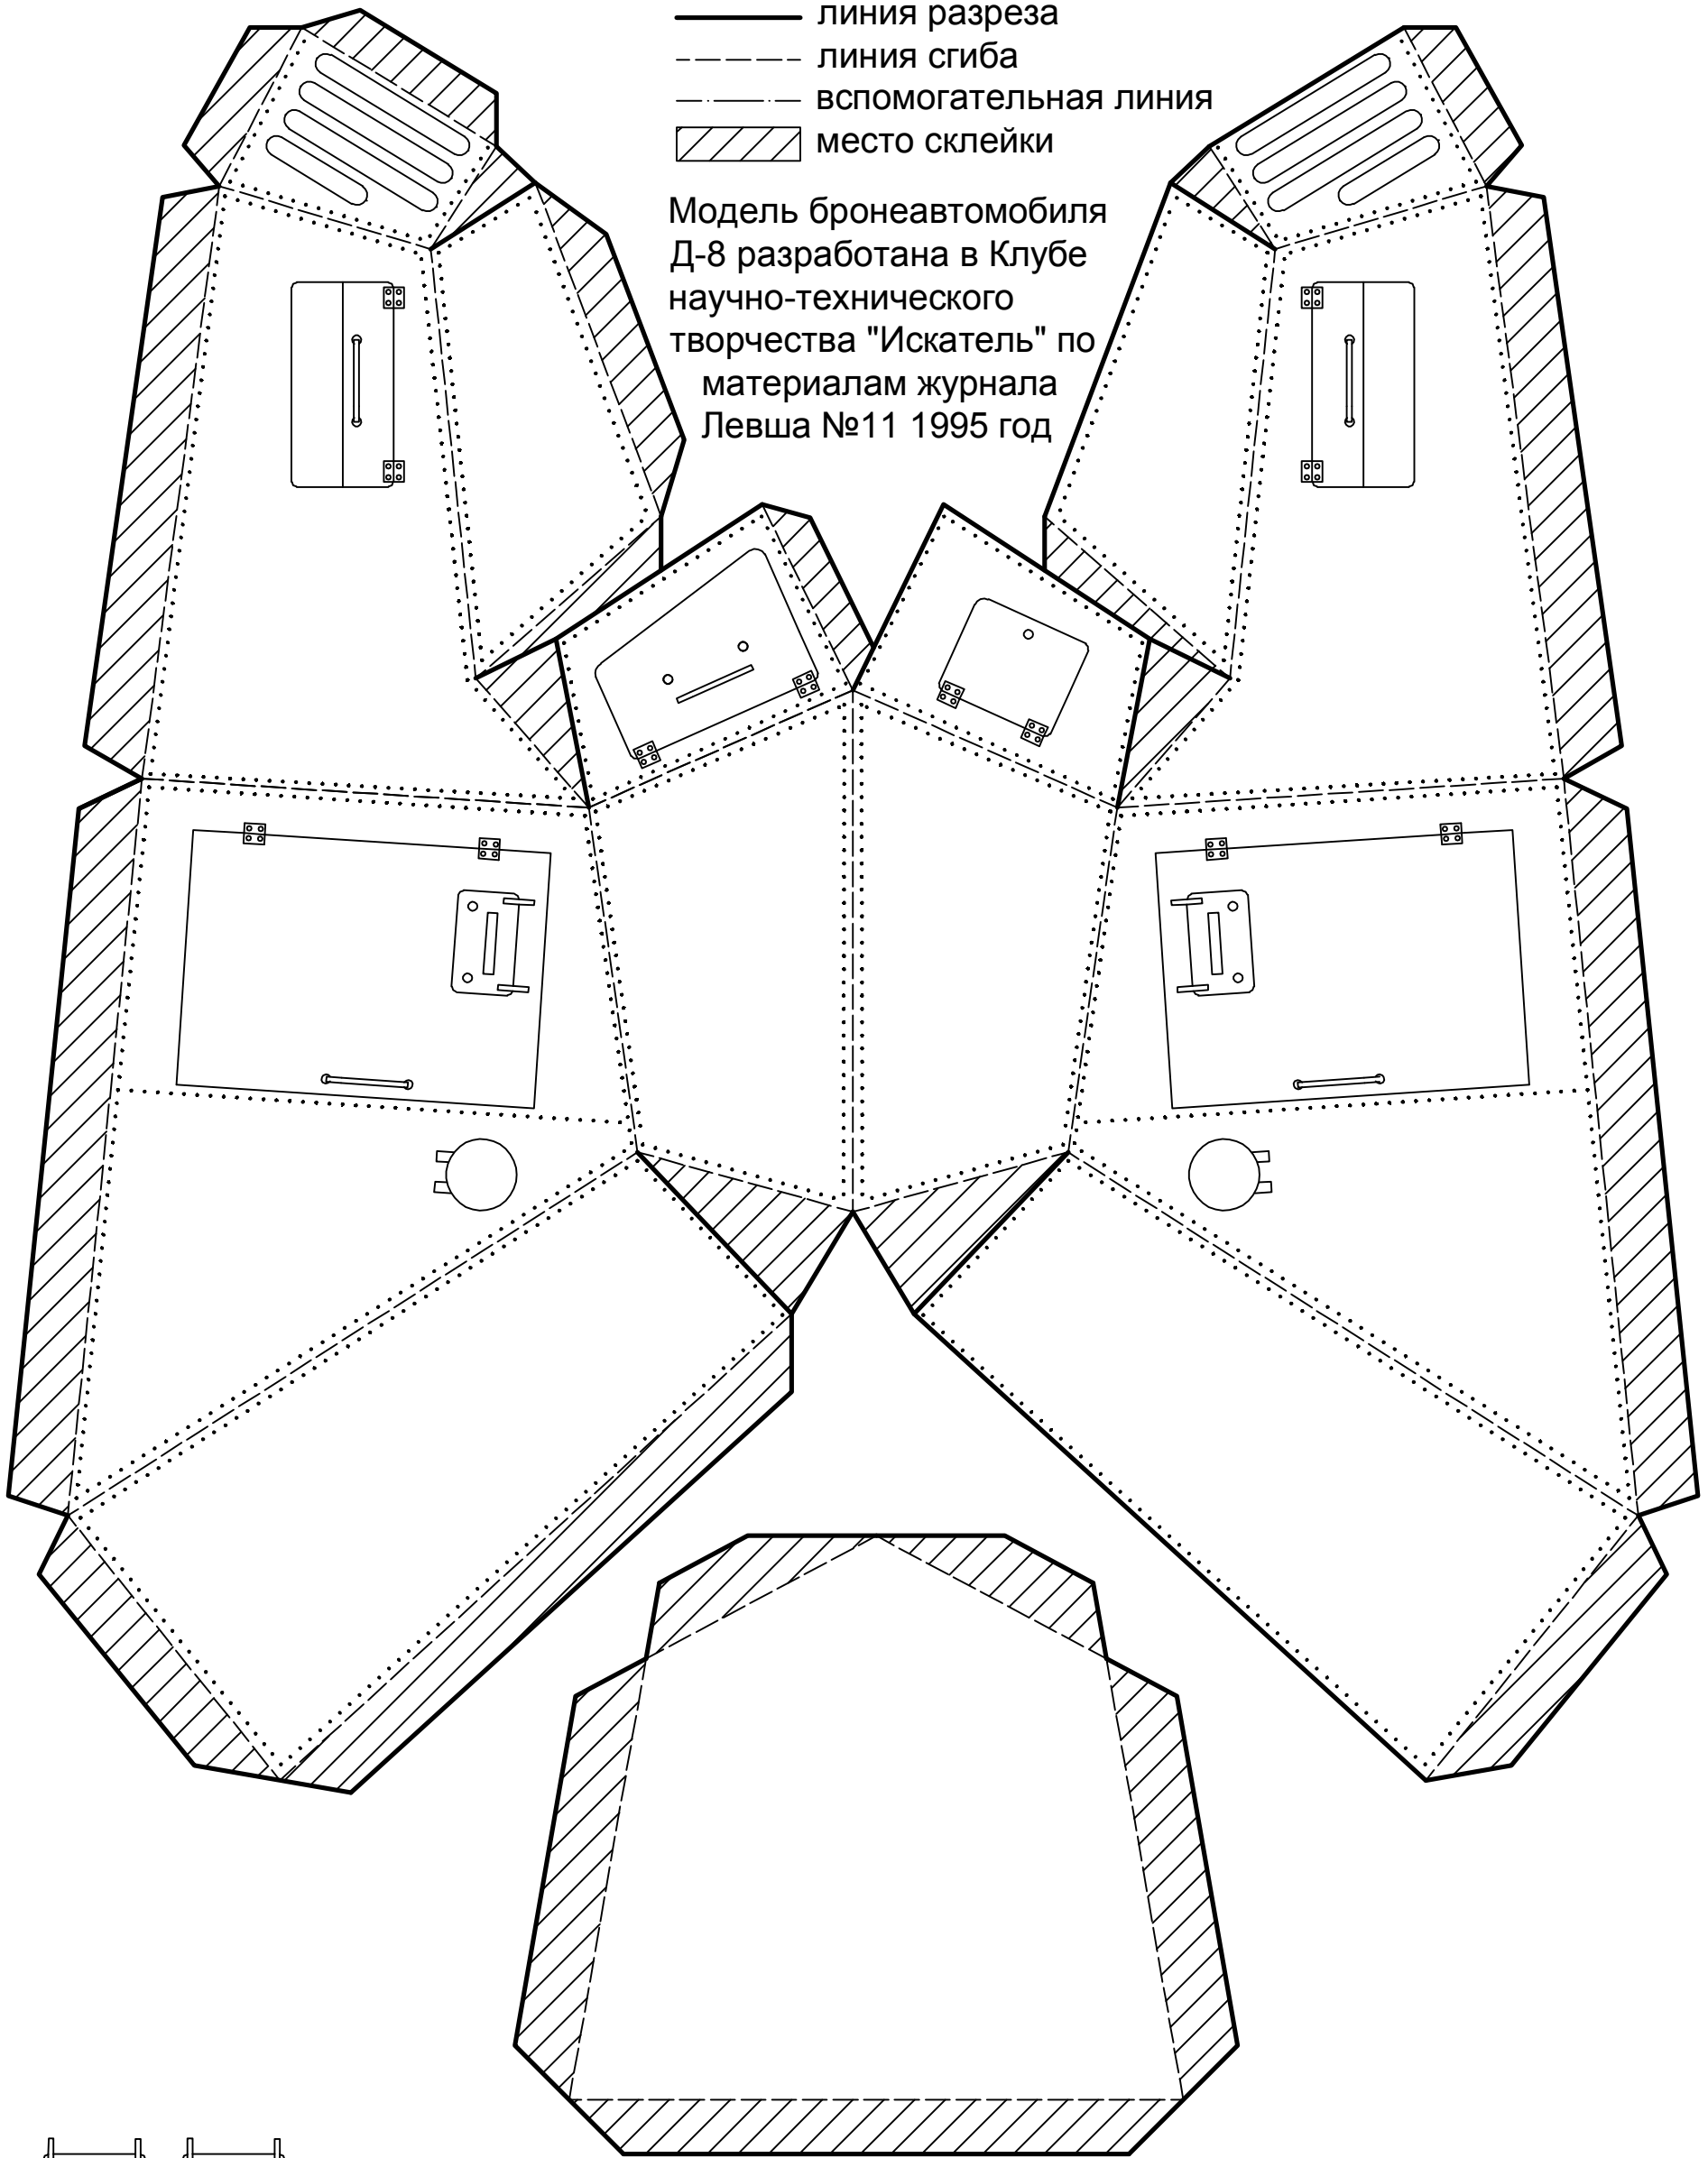 линия разреза
линия сгиба
вспомогательная линия
место склейки
Модель бронеавтомобиля
Д-8 разработана в Клубе
научно-технического
творчества "Искатель" по
материалам журнала
Левша №11 1995 год